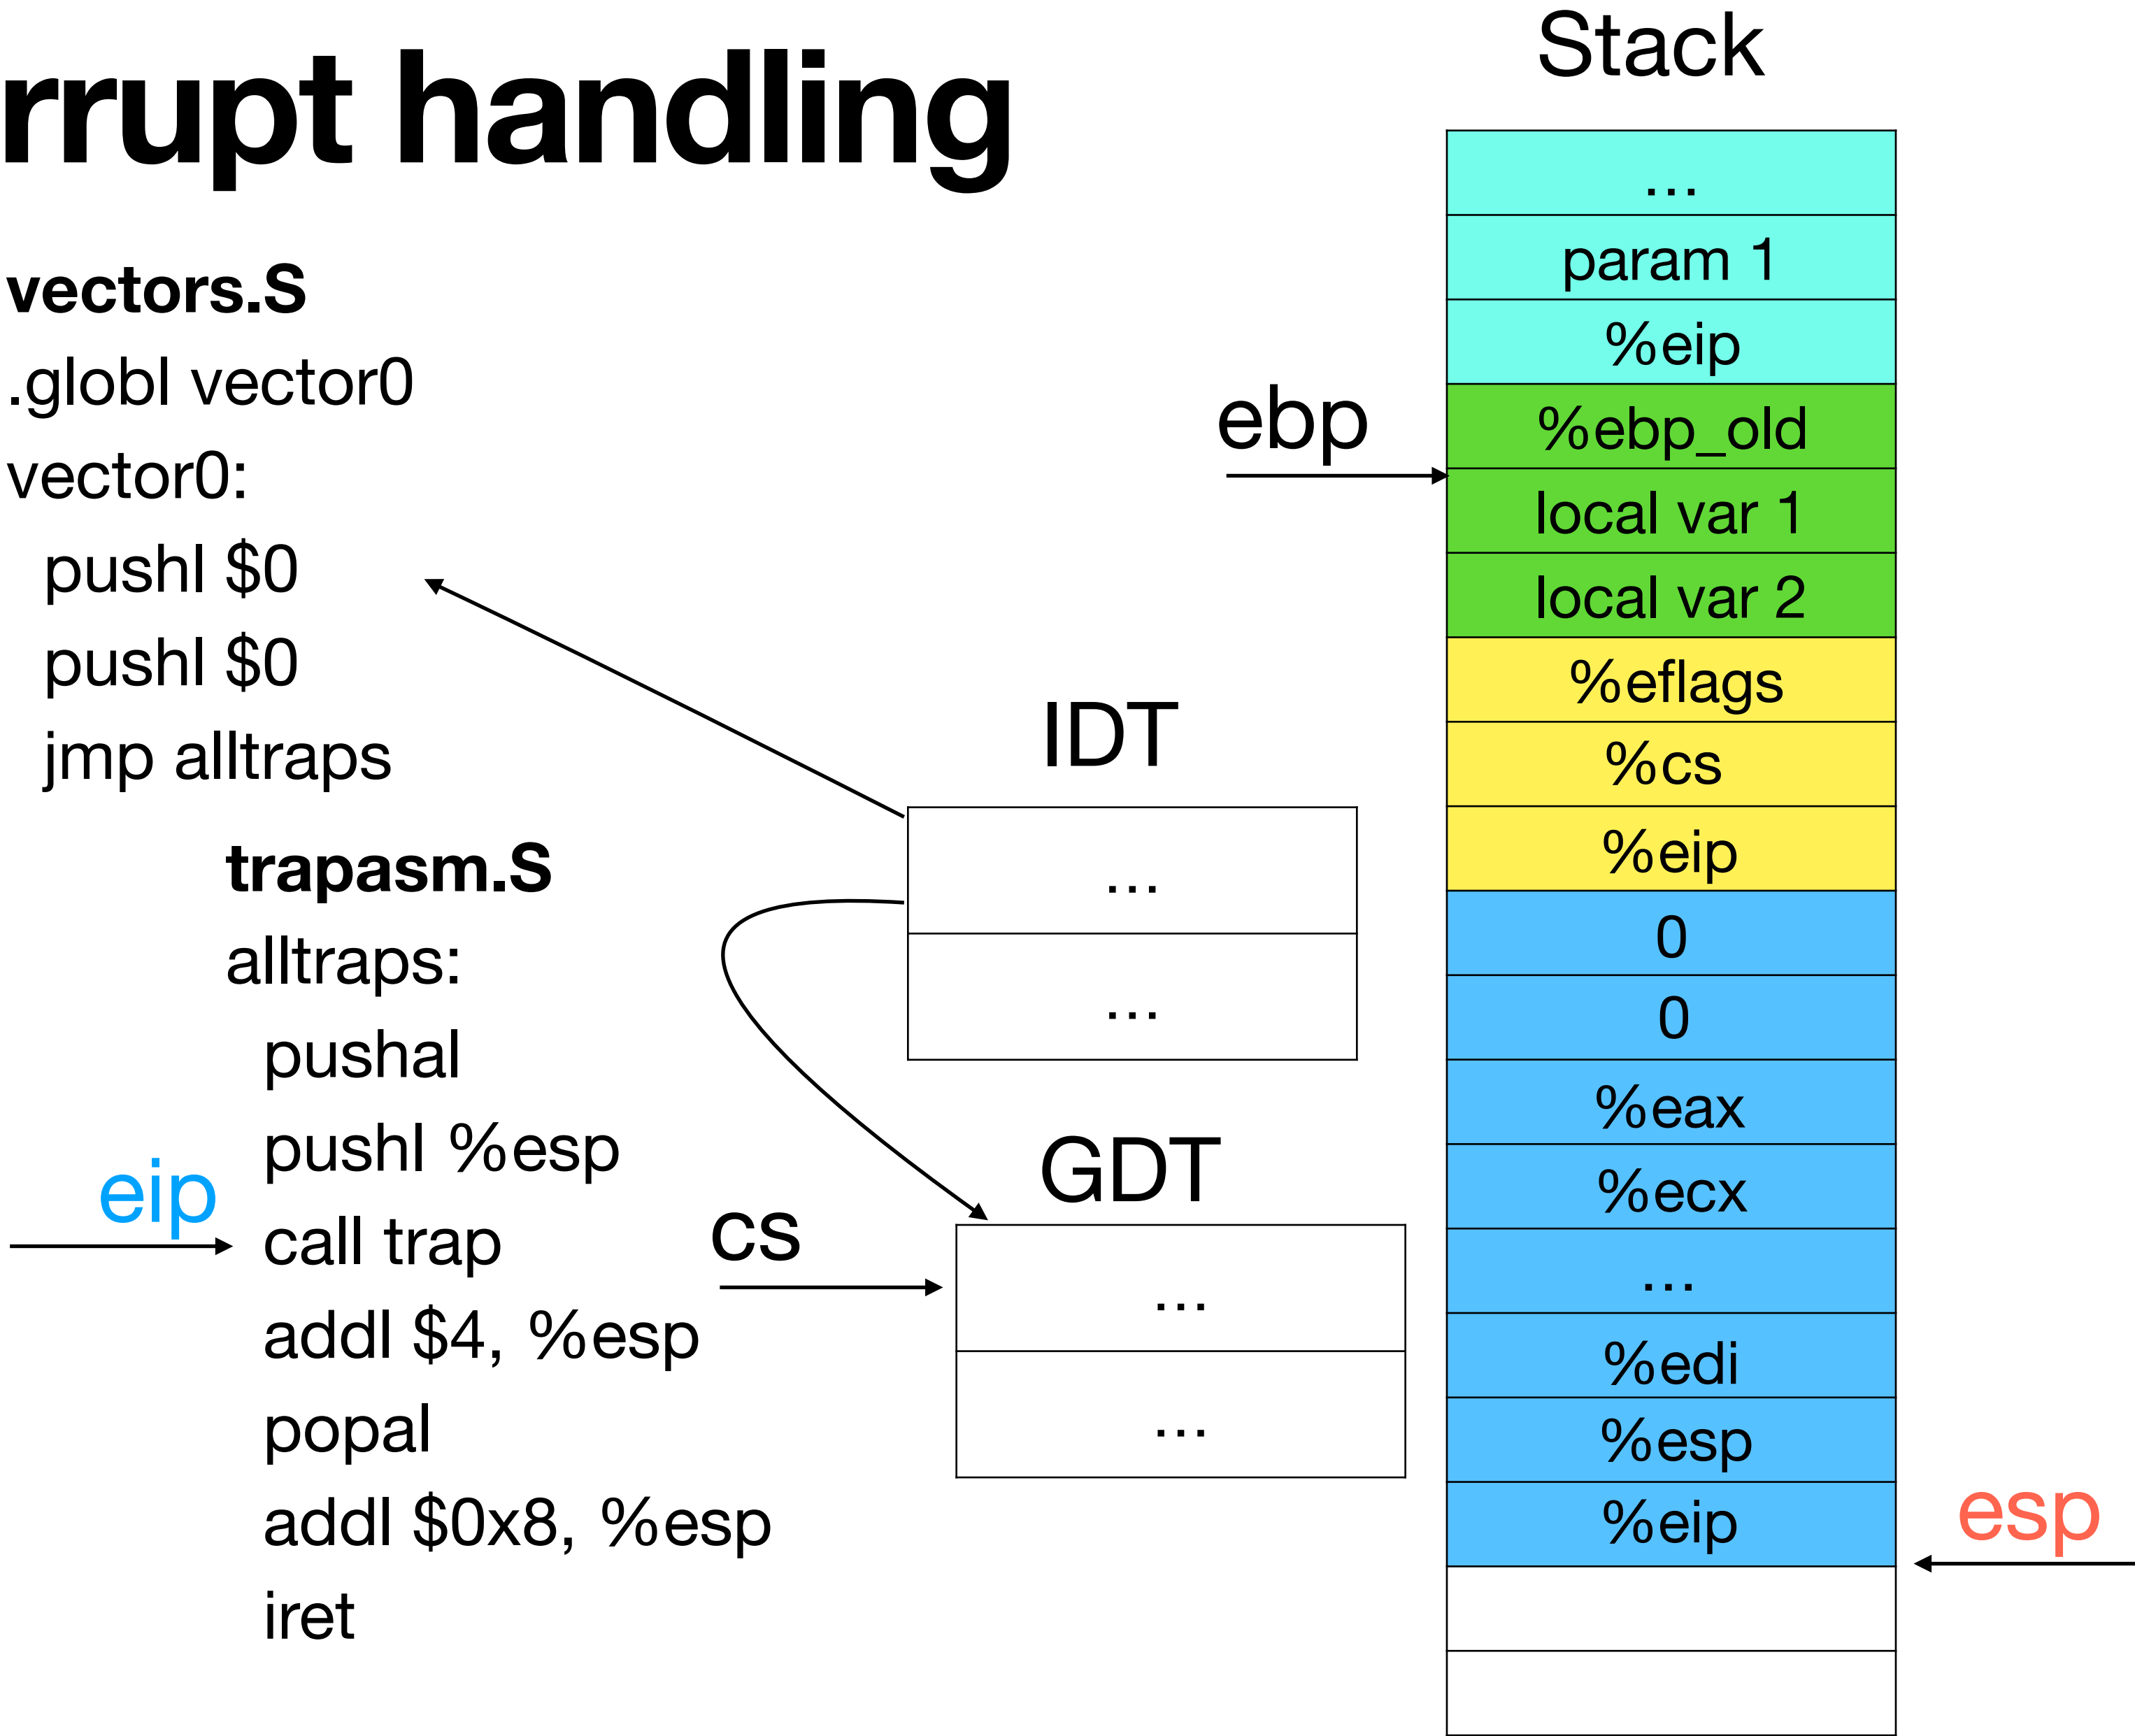 rrupt handling
vectors.S
.globl vector0
vector0:
pushl $0
pushl $0
jmp alltraps
trapasm.S
alltraps:
pushal
pushl %esp
eip
call trap
addl $4, %esp
popal
addl $0x8, %esp
iret
IDT
...
...
cs
GDT
...
...
Stack
...
param 1
%eip
ebp
%ebp_old
local var 1
local var 2
%eflags
%cs
%eip
0
0
%eax
%ecx
...
%edi
%esp
%eip
esp